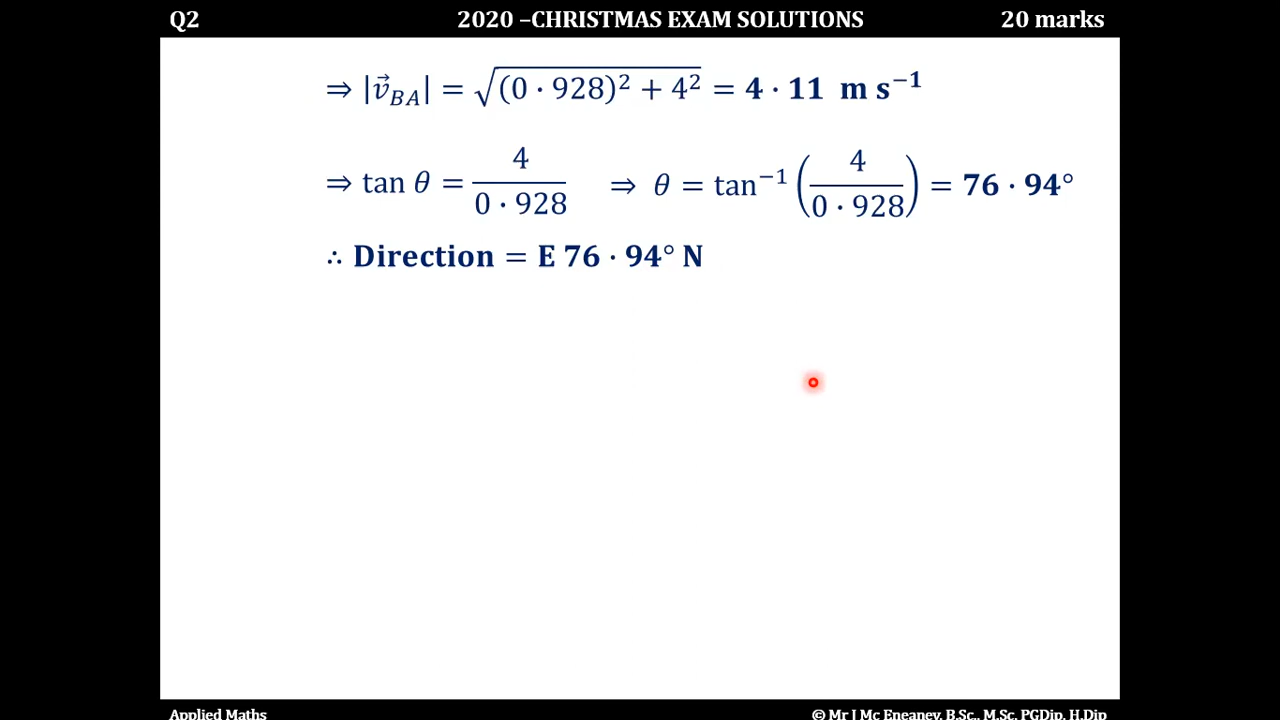 Q2 2020 –CHRISTMAS EXAM SOLUTIONS 20 marks
⇒ |v⃗_BA| = √((0·928)² + 4²) = 4·11 m s⁻¹
⇒ tan θ = 4/(0·928) ⇒ θ = tan⁻¹(4/(0·928)) = 76·94°
∴ Direction = E 76·94° N
Applied Maths © Mr J Mc Eneaney, B.Sc., M.Sc, PGDip, H.Dip